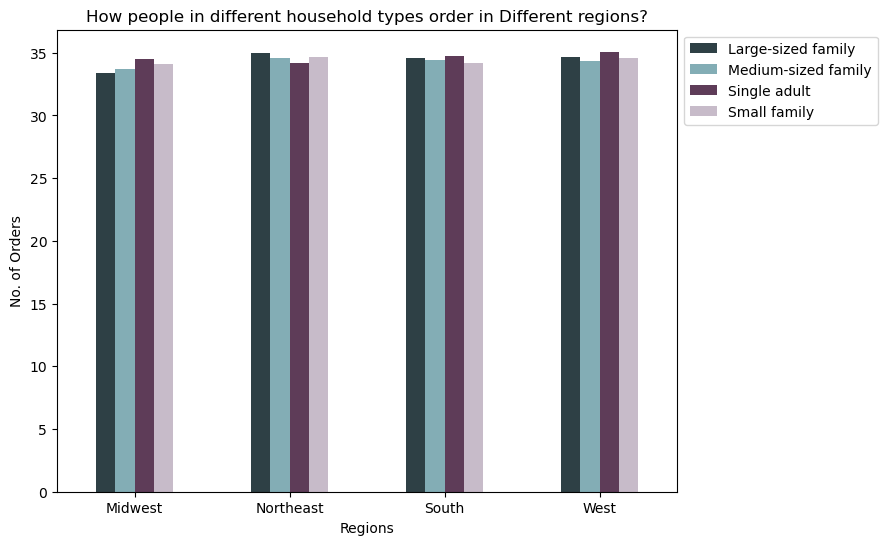 How people in different household types order in Different regions?
Large-sized family
Medium-sized family
Single adult
Small family
No. of Orders
35
30
25
20
15
10
5
0
Midwest
Northeast
South
West
Regions